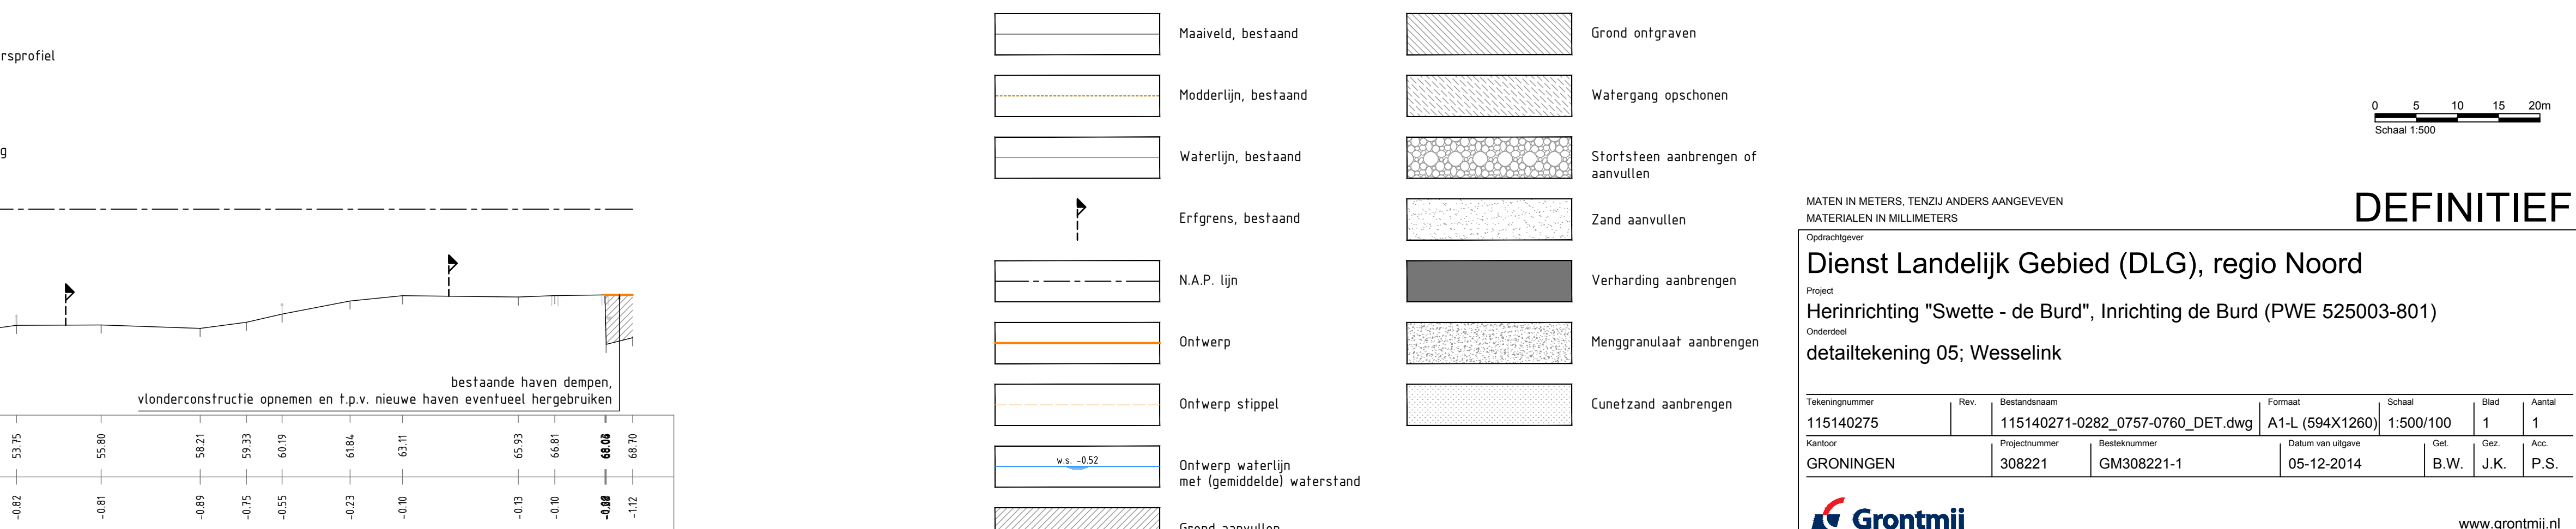 rsprofiel
g
bestaande haven dempen,
vlonderconstructie opnemen en t.p.v. nieuwe haven eventueel hergebruiken
53.75 55.80 58.21 59.33 60.19 61.84 63.11 65.93 66.81 68.70
-0.82 -0.81 -0.89 -0.75 -0.55 -0.23 -0.10 -0.13 -0.10 -1.12
Maaiveld, bestaand
Modderlijn, bestaand
Waterlijn, bestaand
Erfgrens, bestaand
N.A.P. lijn
Ontwerp
Ontwerp stippel
w.s. -0.52
Ontwerp waterlijn
met (gemiddelde) waterstand
Grond aanvullen
Grond ontgraven
Watergang opschonen
Stortsteen aanbrengen of
aanvullen
Zand aanvullen
Verharding aanbrengen
Menggranulaat aanbrengen
Cunetzand aanbrengen
0 5 10 15 20m
Schaal 1:500
MATEN IN METERS, TENZIJ ANDERS AANGEVEVEN
MATERIALEN IN MILLIMETERS
DEFINITIEF
Opdrachtgever
Dienst Landelijk Gebied (DLG), regio Noord
Project
Herinrichting "Swette - de Burd", Inrichting de Burd (PWE 525003-801)
Onderdeel
detailtekening 05; Wesselink
Tekeningnummer Rev. Bestandsnaam Formaat Schaal Blad Aantal
115140275 115140271-0282_0757-0760_DET.dwg A1-L (594X1260) 1:500/100 1 1
Kantoor Projectnummer Besteknummer Datum van uitgave Get. Gez. Acc.
GRONINGEN 308221 GM308221-1 05-12-2014 B.W. J.K. P.S.
Grontmij
www.grontmij.nl